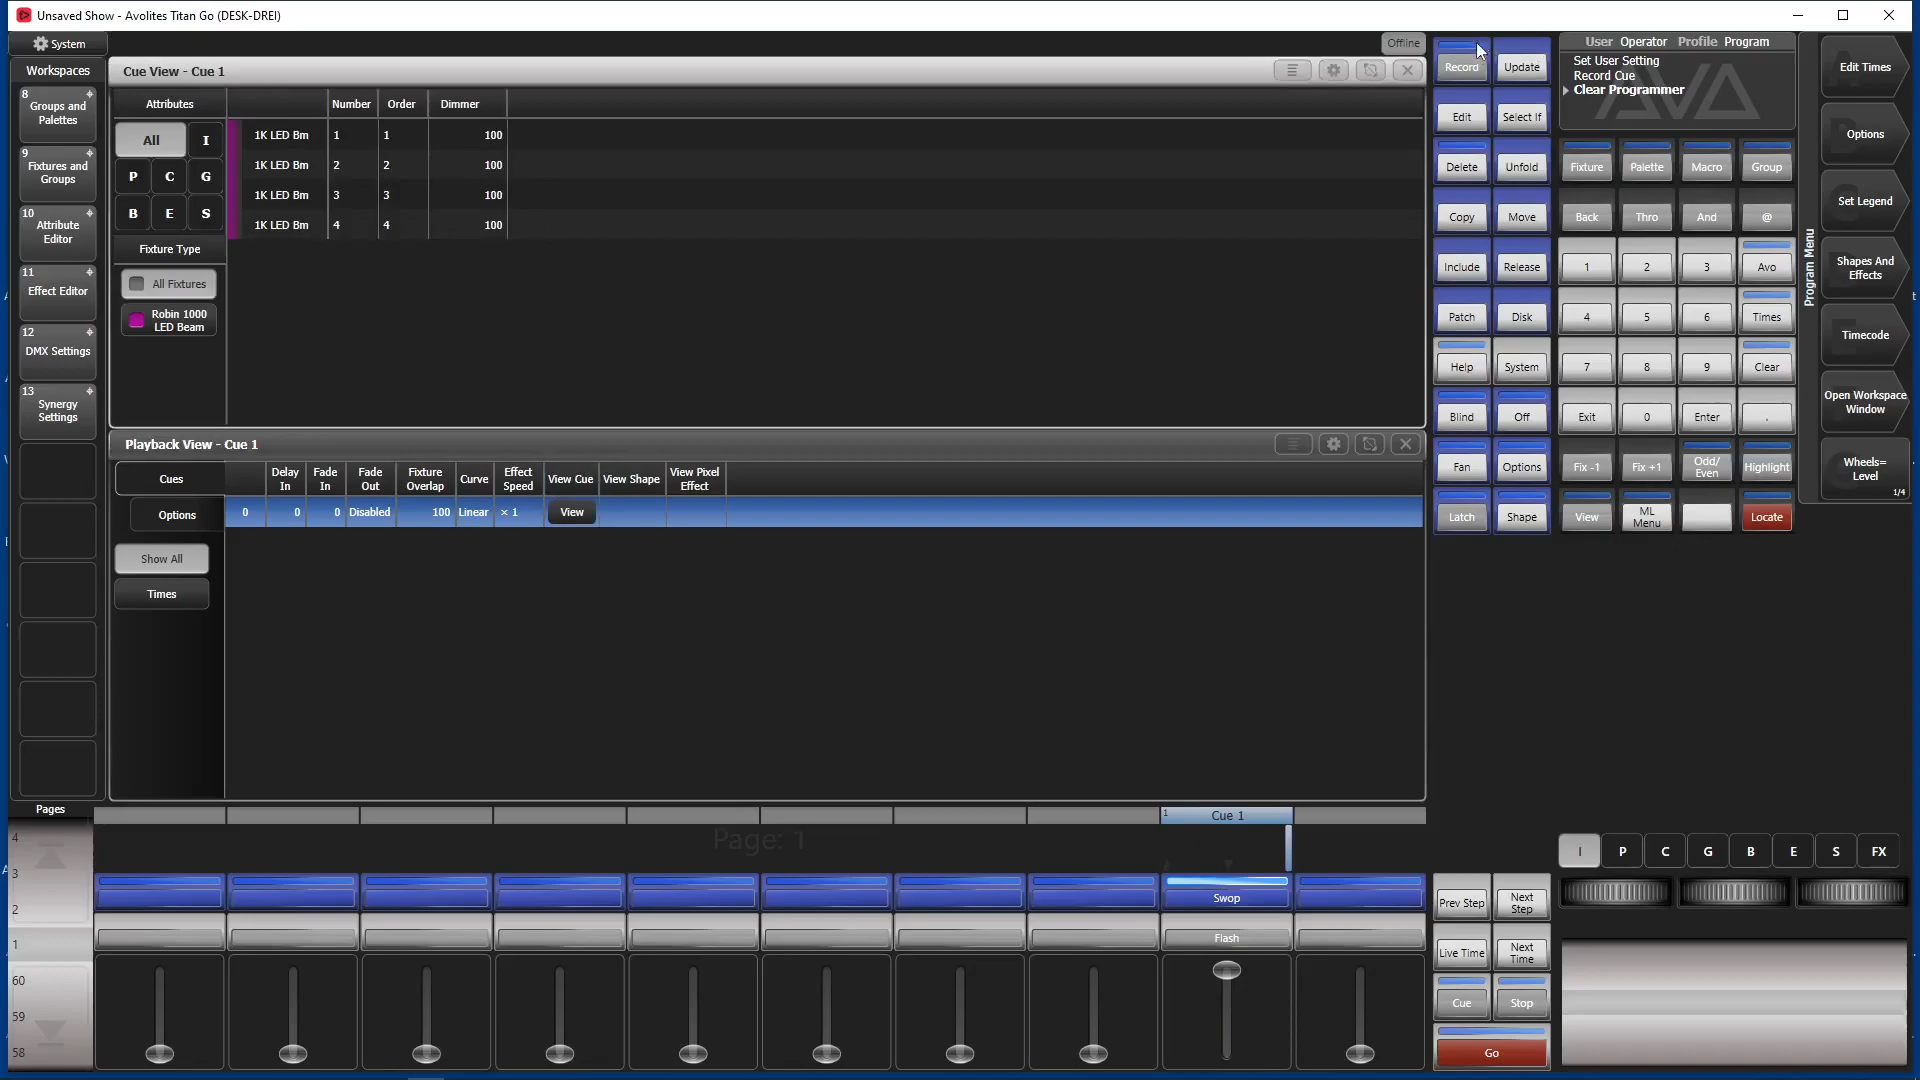 Unsaved Show - Avolites Titan Go (DESK-DREI)
System
Offline
Workspaces
8
Groups and
Palettes
9
Fixtures and
Groups
10
Attribute
Editor
11
Effect Editor
12
DMX Settings
13
Synergy
Settings
Cue View - Cue 1
Attributes
All I
P C G
B E S
Fixture Type
All Fixtures
Robin 1000
LED Beam
Number Order Dimmer
1K LED Bm 1 1 100
1K LED Bm 2 2 100
1K LED Bm 3 3 100
1K LED Bm 4 4 100
Playback View - Cue 1
Cues
Options
Show All
Times
Delay
In
Fade
In
Fade
Out
Fixture
Overlap
Curve
Effect
Speed
View Cue
View Shape
View Pixel
Effect
0 0 0 Disabled 100 Linear × 1 View
Record Update
Edit Select If
Delete Unfold
Copy Move
Include Release
Patch Disk
Help System
Blind Off
Fan Options
Latch Shape
User Operator Profile Program
Set User Setting
Record Cue
Clear Programmer
AVA
Fixture Palette Macro Group
Back Thro And @
1 2 3 Avo
4 5 6 Times
7 8 9 Clear
Exit 0 Enter .
Fix -1 Fix +1 Odd/
Even Highlight
View ML
Menu Locate
Program Menu
Edit Times
Options
Set Legend
Shapes And
Effects
Timecode
Open Workspace
Window
Wheels=
Level
1/4
Pages
4
3
2
1
60
59
58
Page: 1
1 Cue 1
Swop
Flash
Prev Step Next
Step
Live Time Next
Time
Cue Stop
Go
I P C G B E S FX